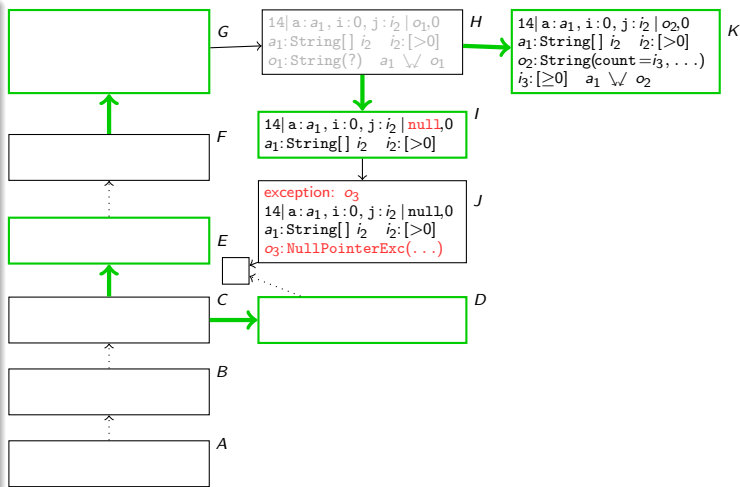 G
14| a: a₁, i:0, j: i₂ | o₁,0
a₁: String[ ] i₂ i₂: [>0]
o₁: String(?) a₁ ⋁⋰ o₁
H
14| a: a₁, i:0, j: i₂ | o₂,0
a₁: String[ ] i₂ i₂: [>0]
o₂: String(count=i₃, ...)
i₃: [≥0] a₁ ⋁⋰ o₂
K
F
14| a: a₁, i:0, j: i₂ | null,0
a₁: String[ ] i₂ i₂: [>0]
I
exception: o₃
14| a: a₁, i:0, j: i₂ | null,0
a₁: String[ ] i₂ i₂: [>0]
o₃: NullPointerExc(...)
J
E
C
D
B
A